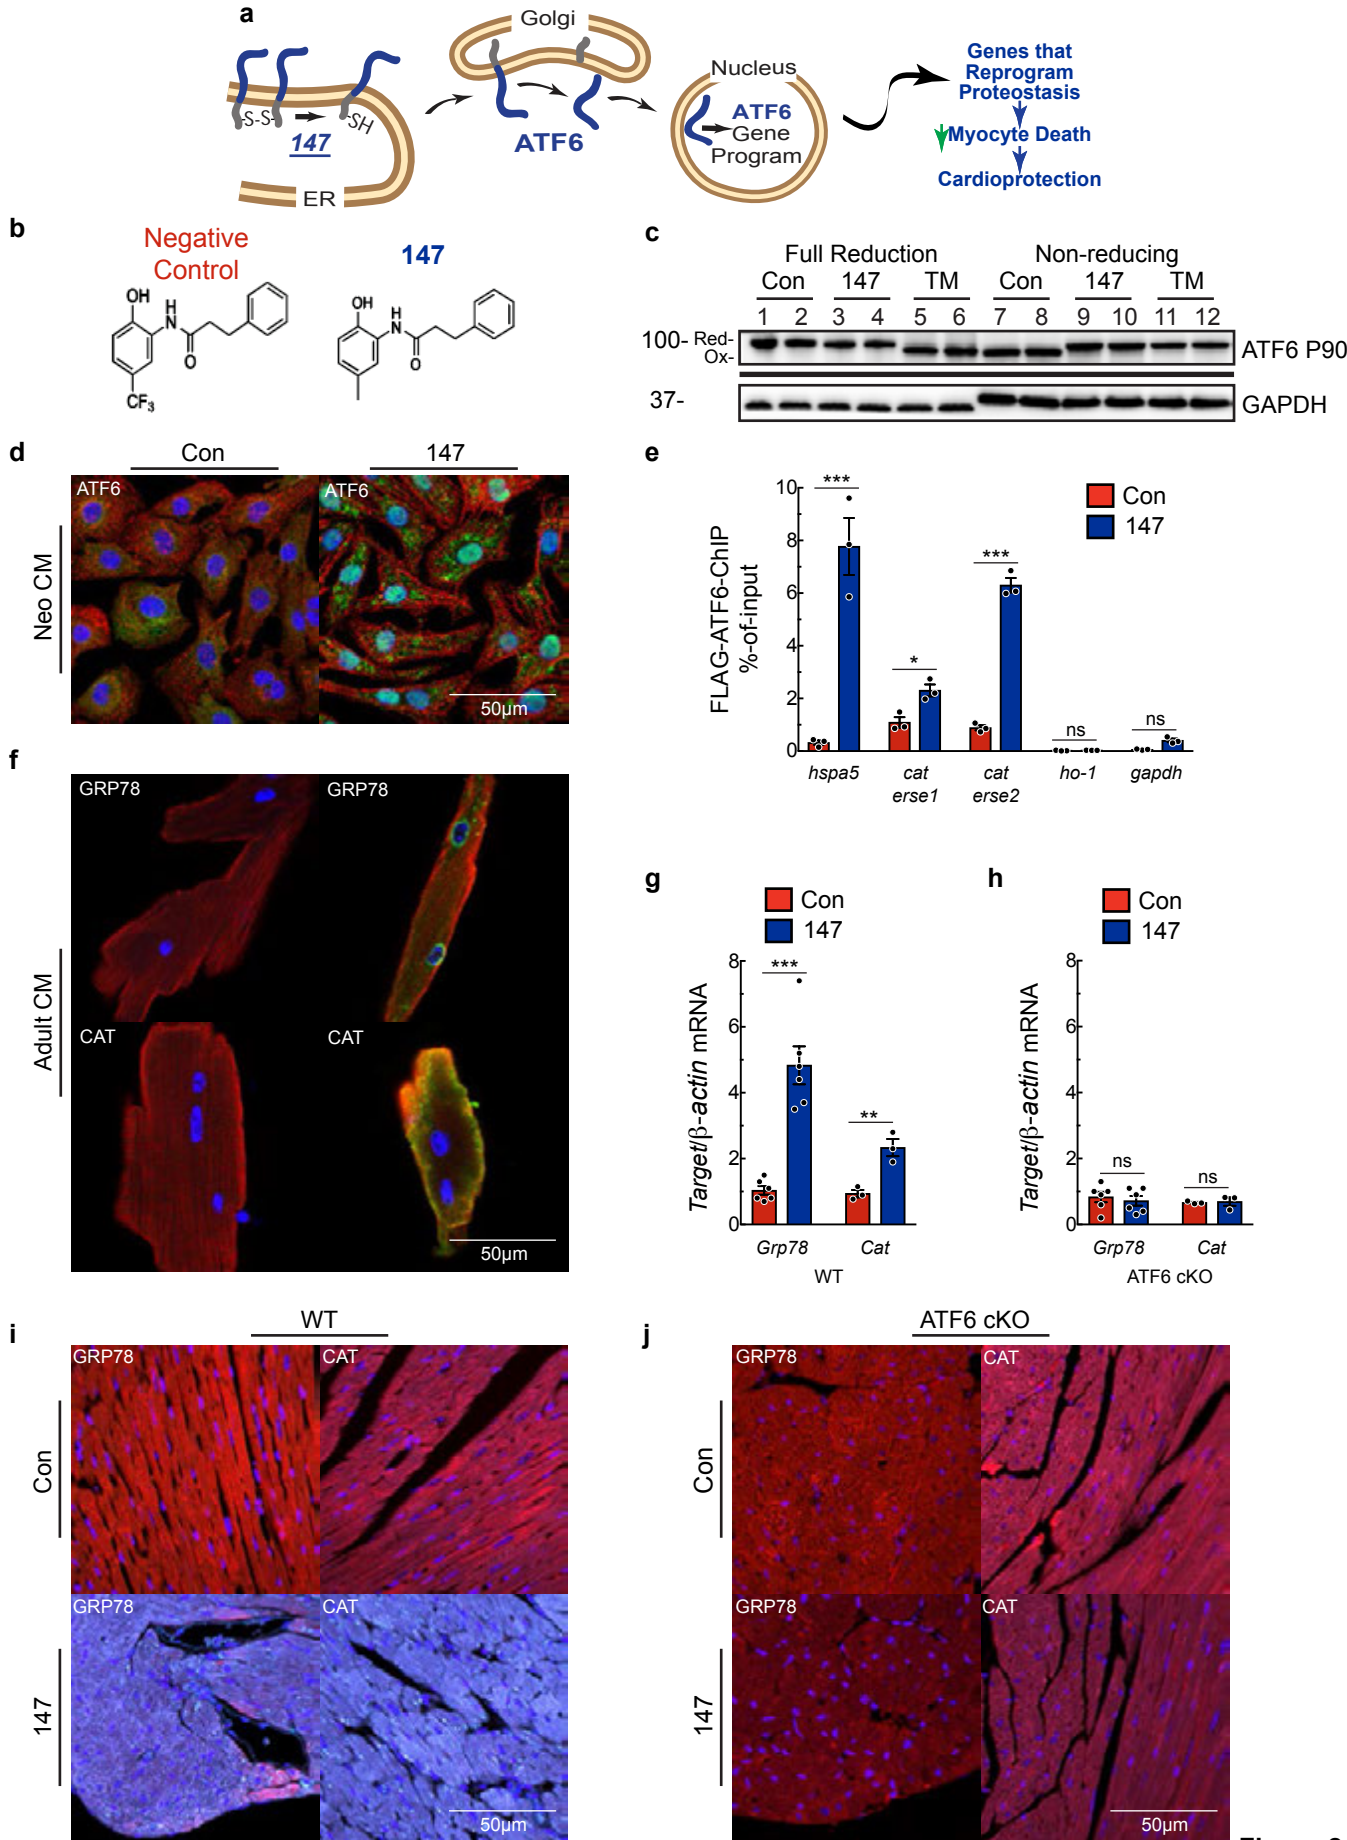 a
Golgi
-S-S-
147
-SH
ER
ATF6
Nucleus
ATF6
Gene
Program
Genes that
Reprogram
Proteostasis
Myocyte Death
Cardioprotection
b
Negative
Control
OH
H
N
O
CF3
147
OH
H
N
O
c
Full Reduction
Non-reducing
Con 147 TM Con 147 TM
1 2 3 4 5 6 7 8 9 10 11 12
100- Red-
Ox-
ATF6 P90
37-
GAPDH
d
Con
147
Neo CM
ATF6
ATF6
50µm
e
Con
147
FLAG-ATF6-ChIP
%-of-input
10
8
6
4
2
0
***
*
***
ns
ns
hspa5
cat
erse1
cat
erse2
ho-1
gapdh
f
Adult CM
GRP78
GRP78
CAT
CAT
50µm
g
Con
147
Target/β-actin mRNA
8
6
4
2
0
***
**
Grp78
Cat
WT
h
Con
147
Target/β-actin mRNA
8
6
4
2
0
ns
ns
Grp78
Cat
ATF6 cKO
i
WT
Con
GRP78
CAT
147
GRP78
CAT
50µm
j
ATF6 cKO
Con
GRP78
CAT
147
GRP78
CAT
50µm